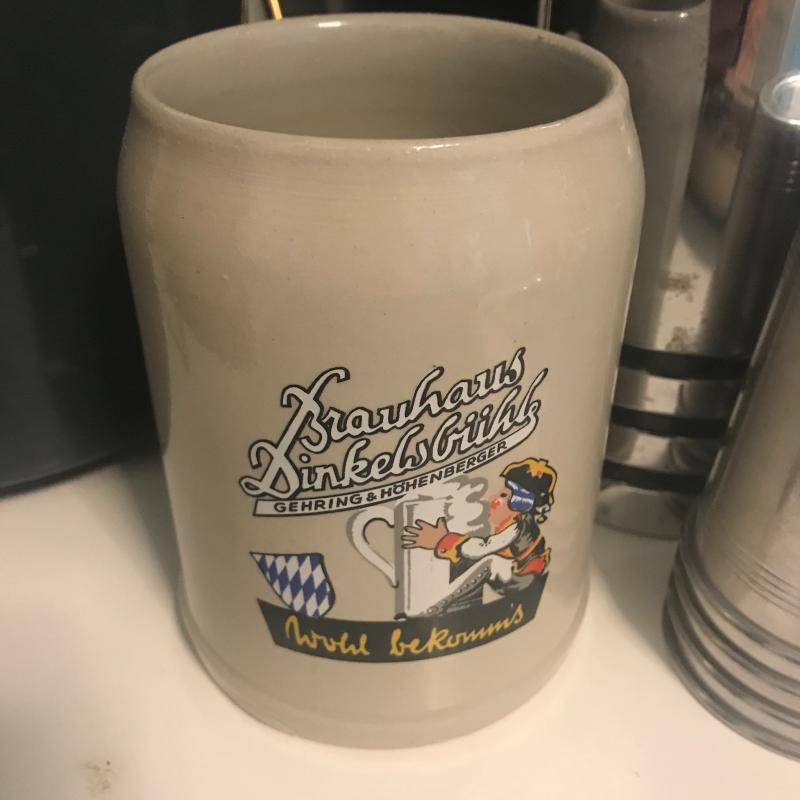 Brauhaus
Dinkelsbühl
GEHRING & HÖHENBERGER
Wohl bekomm's